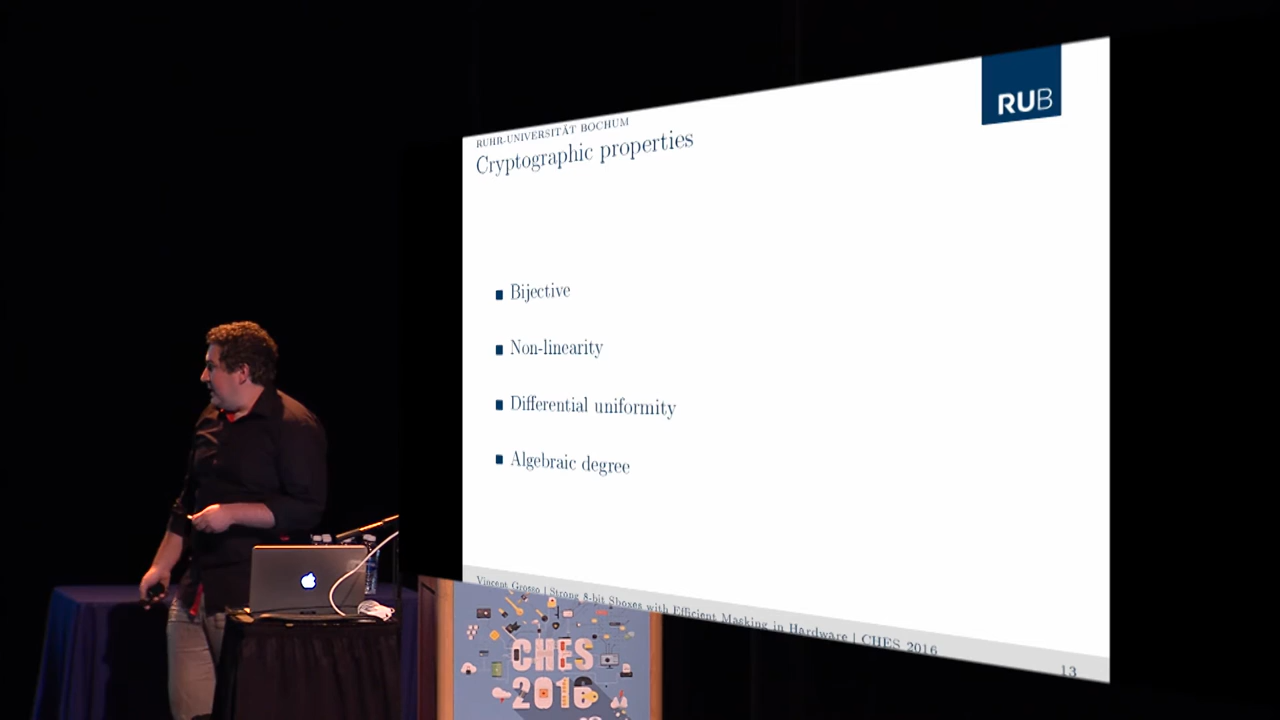 RUHR-UNIVERSITÄT BOCHUM
Cryptographic properties
RUB
Bijective
Non-linearity
Differential uniformity
Algebraic degree
Vincent Grosso | Strong 8-bit Sboxes with Efficient Masking in Hardware | CHES 2016
13
CHES
2016